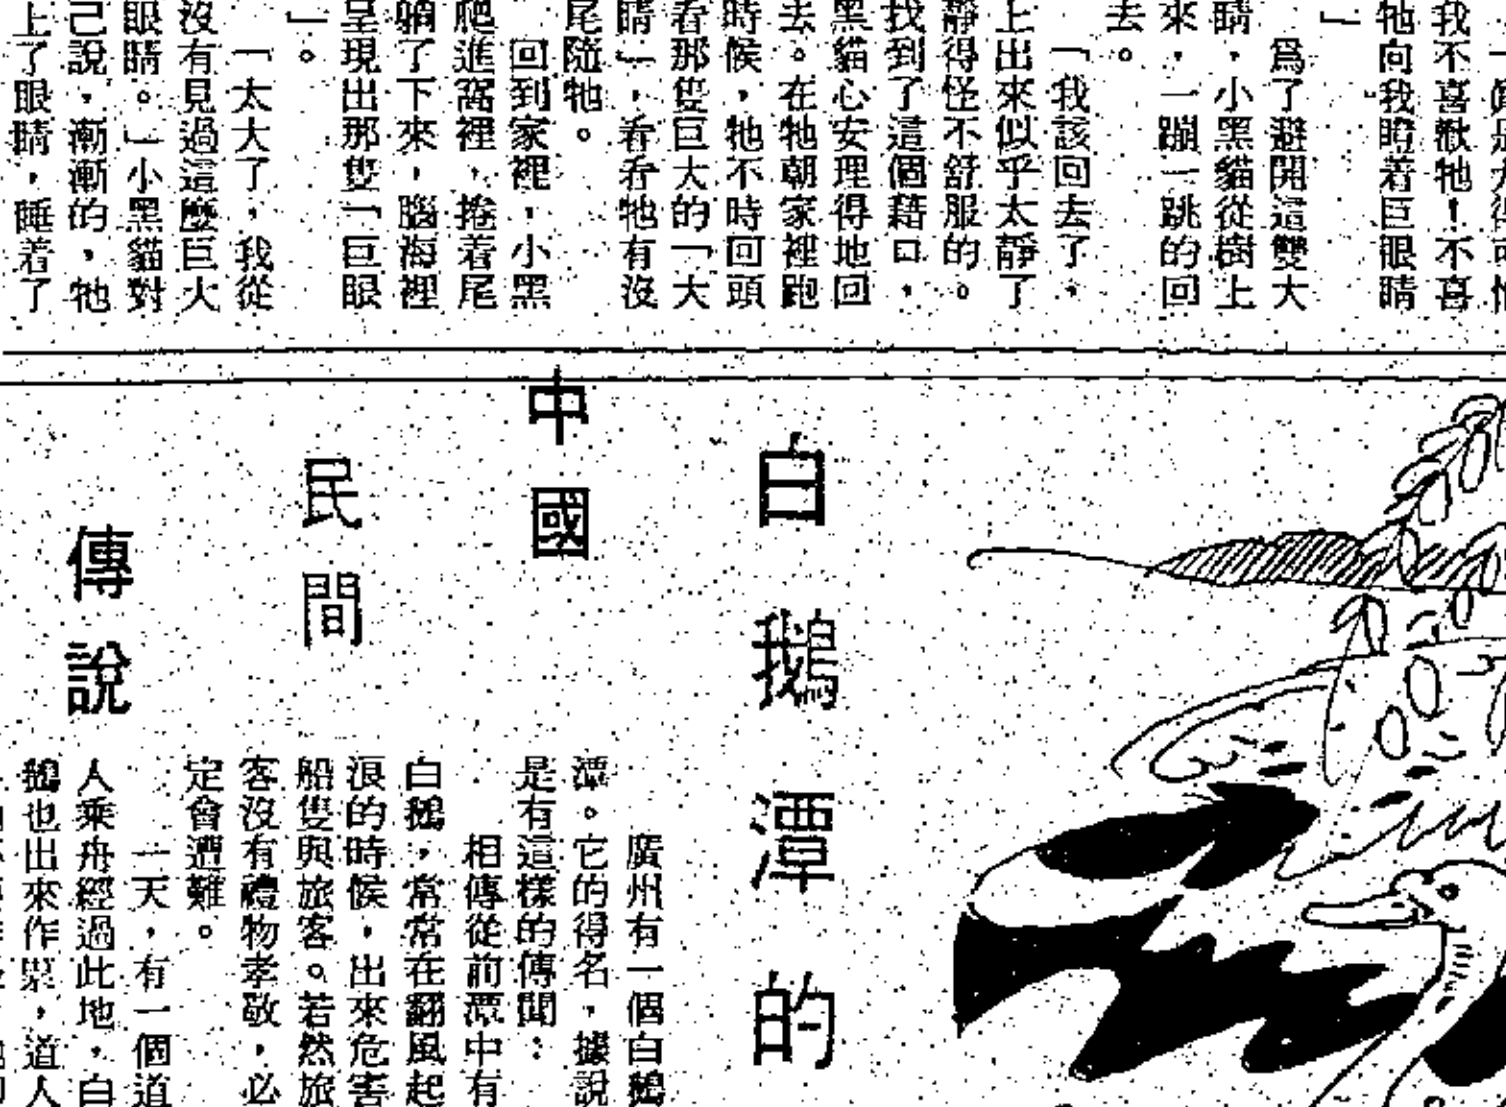 我不喜歡牠！不喜
牠向我瞪着巨眼睛
」
爲了避開這雙大
睛，小黑貓從樹上
來，一蹦一跳的回
去。
「我該回去了，
上出來似乎太靜了
靜得怪不舒服的。
找到了這個藉口，
黑貓心安理得地回
去。在牠朝家裡跑
時候，牠不時回頭
看那隻巨大的「大
睛」，看看牠有沒
尾隨牠。
回到家裡，小黑
爬進窩裡，捲着尾
躺了下來，腦海裡
呈現出那隻「巨眼
」。
「太大了，我從
沒有見過這麼巨大
眼睛。」小黑貓對
己說，漸漸的，牠
上了眼睛，睡着了
白鵝潭的
中國
民間
傳說
廣州有一個白鵝
潭。它的得名，據說
是有這樣的傳聞：
相傳從前潭中有
白鵝，常常在翻風起
浪的時候，出來危害
船隻與旅客。若然旅
客沒有禮物孝敬，必
定會遭難。
一天，有一個道
人乘舟經過此地，白
鵝也出來作祟，道人